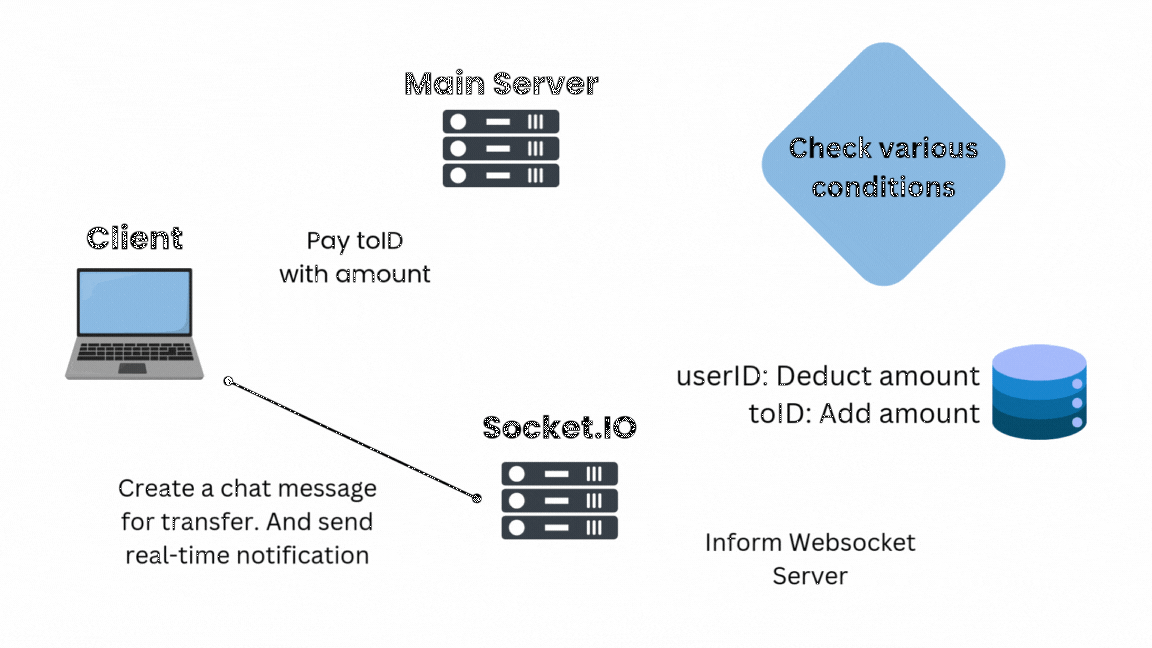 Main Server
Check various
conditions
Client
Pay toID
with amount
userID: Deduct amount
toID: Add amount
Socket.IO
Create a chat message
for transfer. And send
real-time notification
Inform Websocket
Server